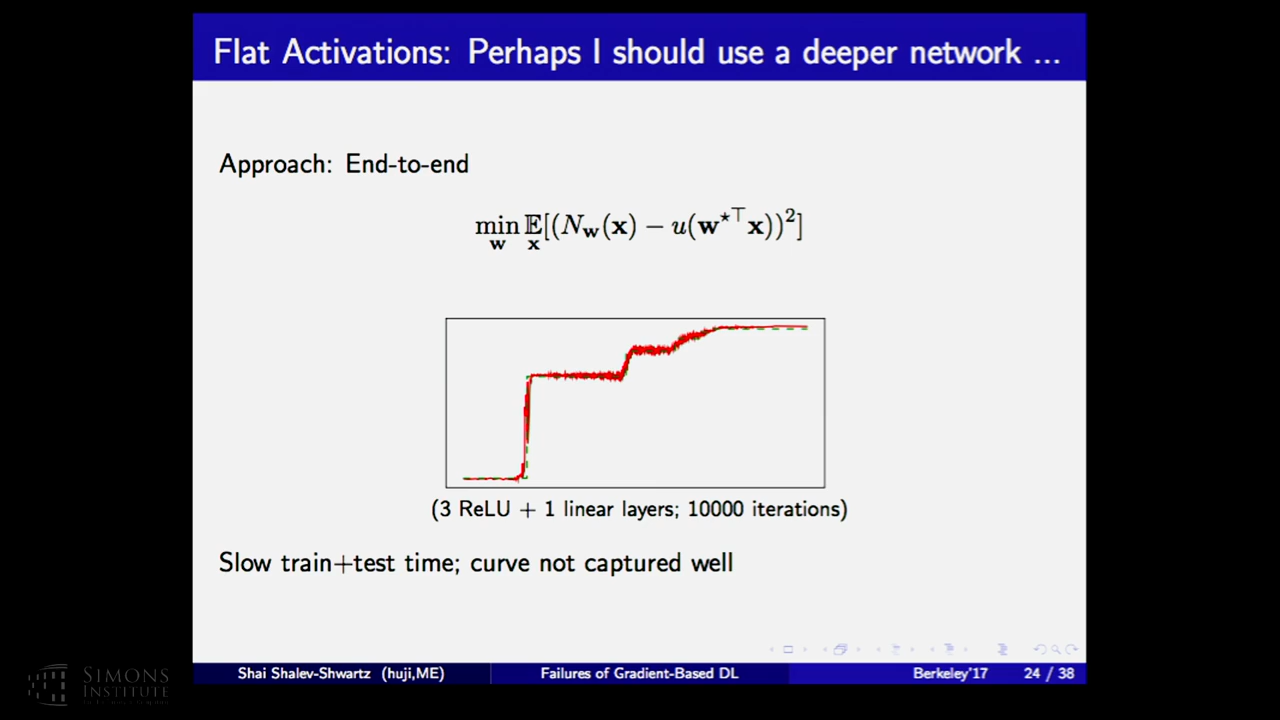 Flat Activations: Perhaps I should use a deeper network ...
Approach: End-to-end
min_w E_x[(N_w(x) − u(w^{⋆⊤}x))^2]
(3 ReLU + 1 linear layers; 10000 iterations)
Slow train+test time; curve not captured well
Shai Shalev-Shwartz (huji,ME)
Failures of Gradient-Based DL
Berkeley'17
24 / 38
SIMONS
INSTITUTE